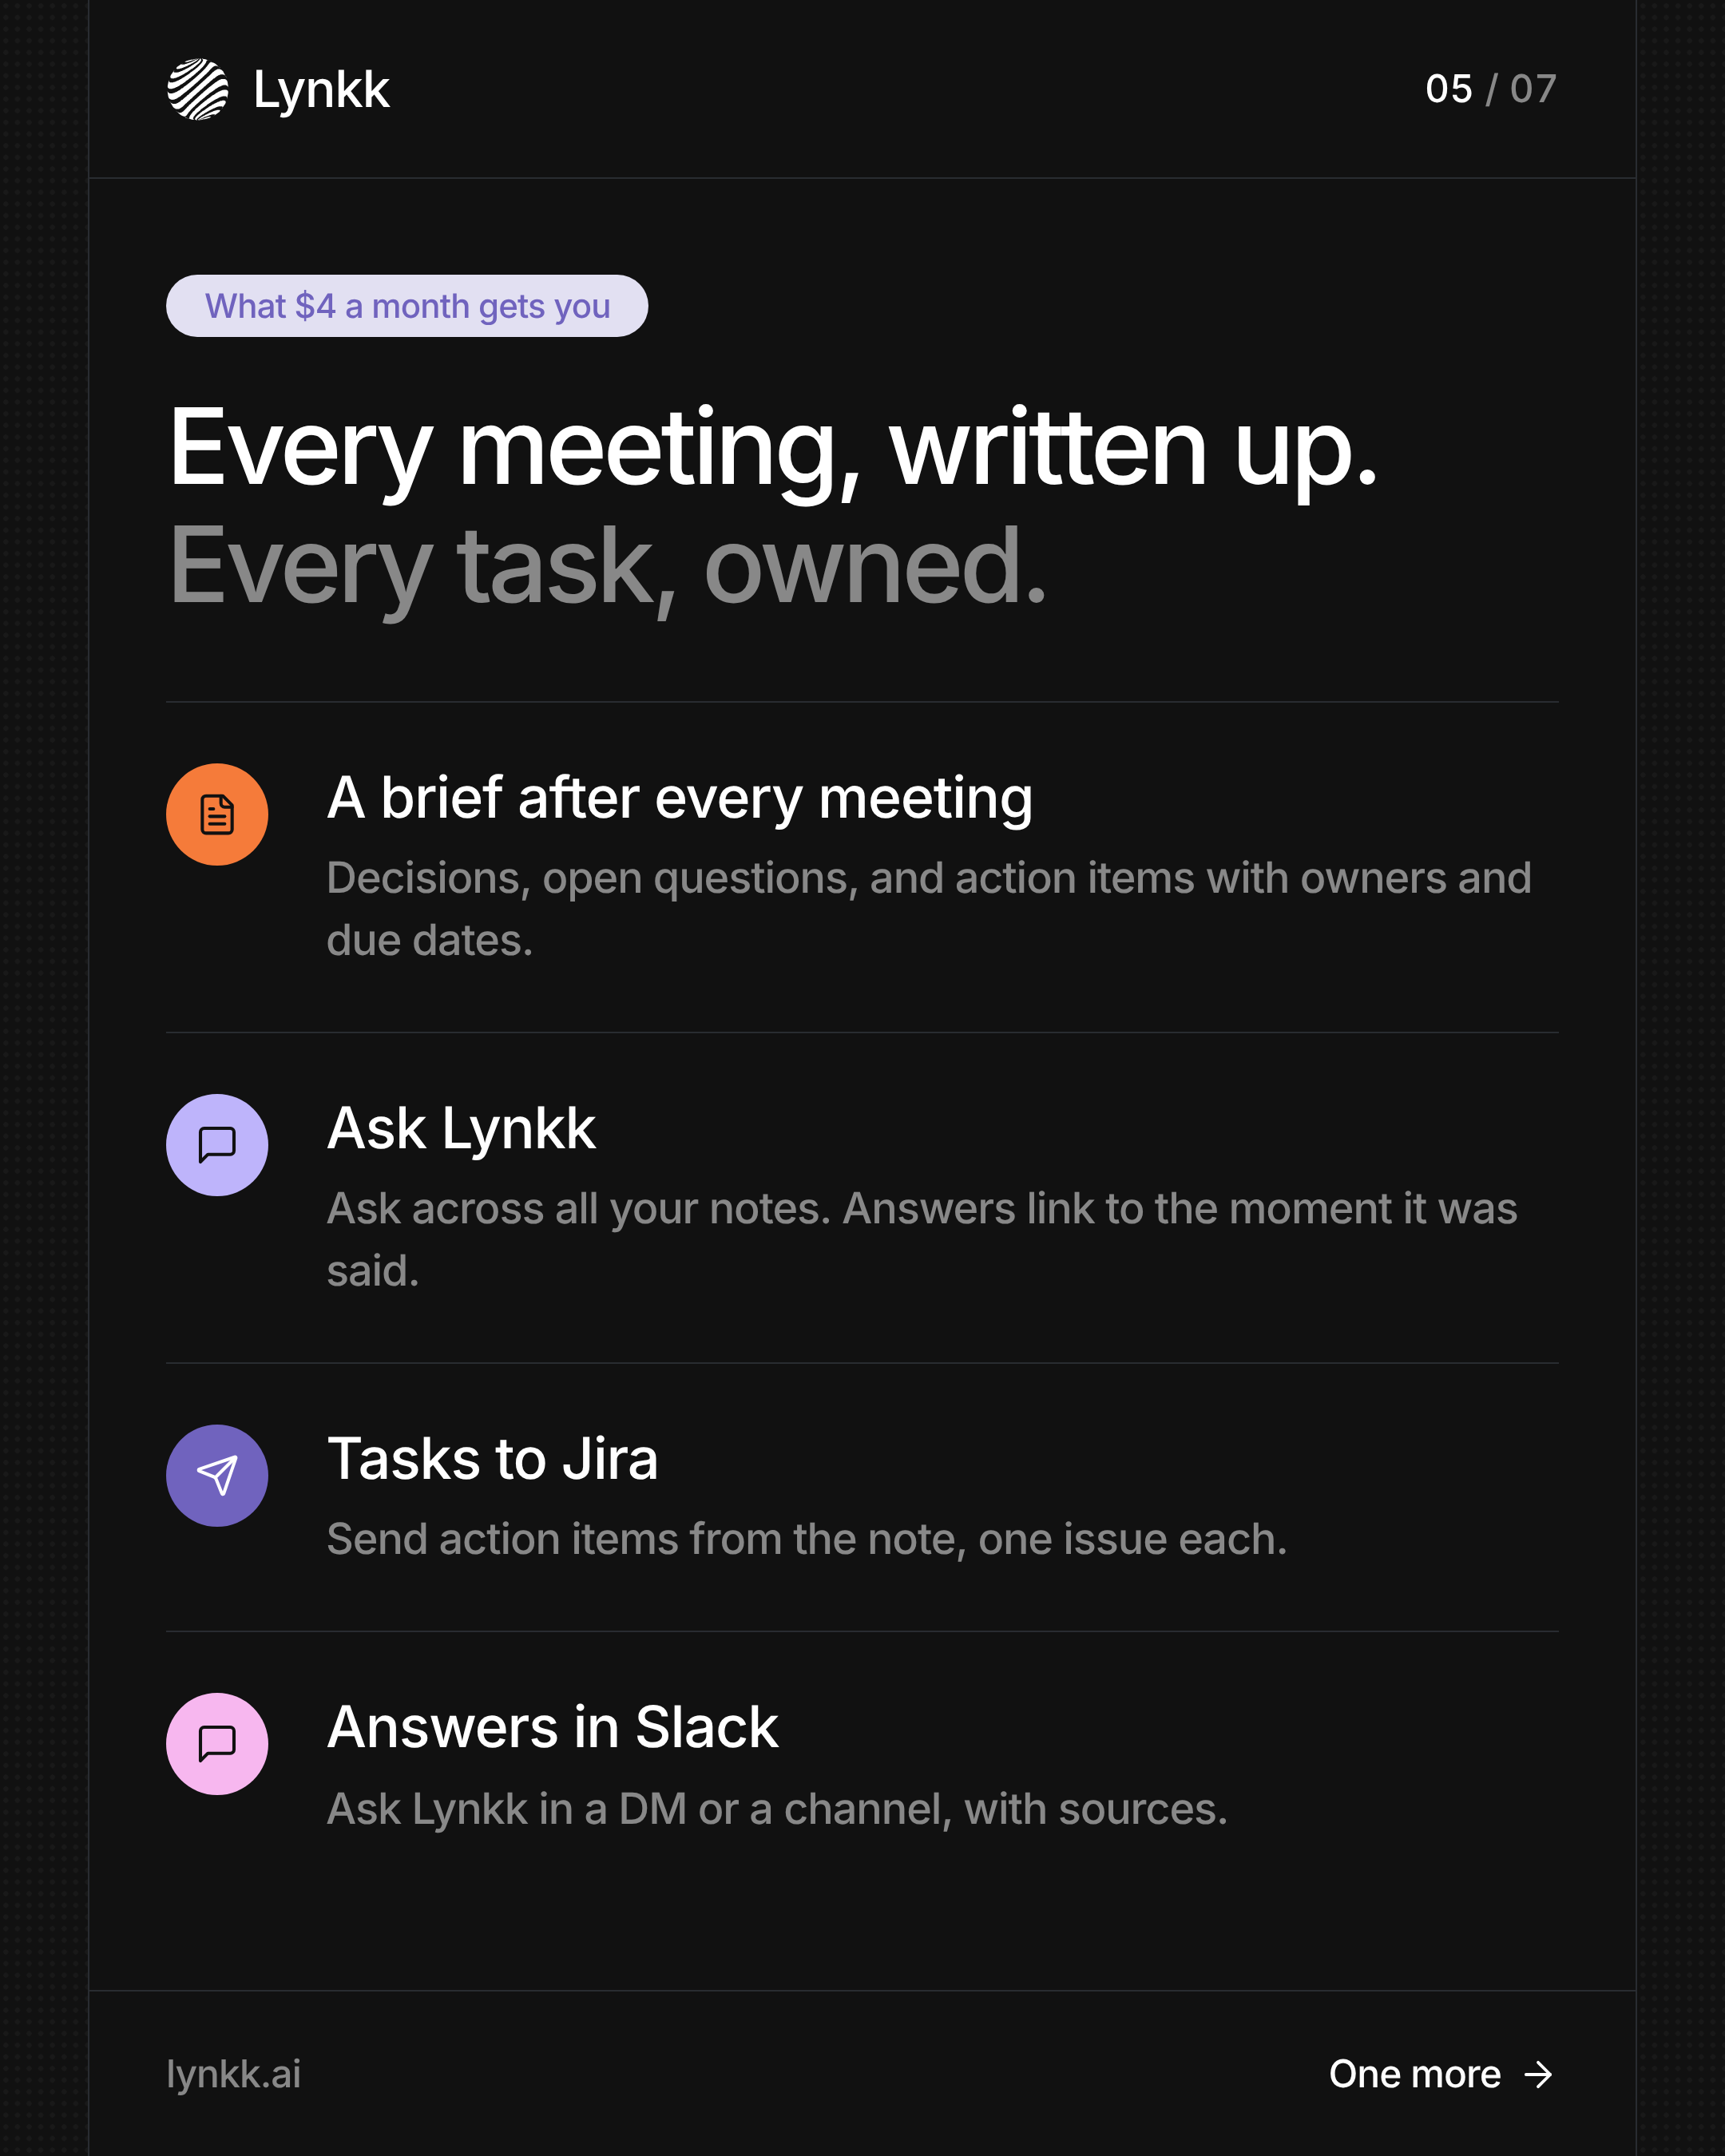 Lynkk
05 / 07
What $4 a month gets you
Every meeting, written up.
Every task, owned.
A brief after every meeting
Decisions, open questions, and action items with owners and
due dates.
Ask Lynkk
Ask across all your notes. Answers link to the moment it was
said.
Tasks to Jira
Send action items from the note, one issue each.
Answers in Slack
Ask Lynkk in a DM or a channel, with sources.
lynkk.ai
One more →